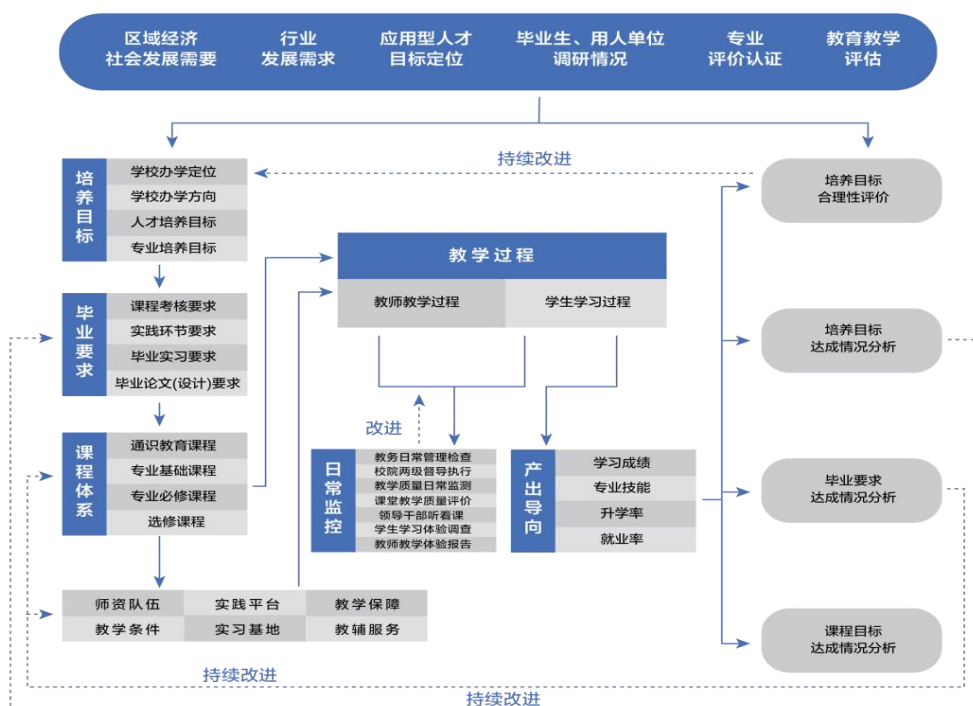 区域经济
社会发展需要
行业
发展需求
应用型人才
目标定位
毕业生、用人单位
调研情况
专业
评价认证
教育教学
评估
持续改进
培养目标
学校办学定位
学校办学方向
人才培养目标
专业培养目标
培养目标
合理性评价
教学过程
教师教学过程
学生学习过程
毕业要求
课程考核要求
实践环节要求
毕业实习要求
毕业论文(设计)要求
培养目标
达成情况分析
改进
课程体系
通识教育课程
专业基础课程
专业必修课程
选修课程
日常监控
教务日常管理检查
校院两级督导执行
教学质量日常监测
课堂教学质量评价
领导干部听看课
学生学习体验调查
教师教学体验报告
产出导向
学习成绩
专业技能
升学率
就业率
毕业要求
达成情况分析
师资队伍
实践平台
教学保障
教学条件
实习基地
教辅服务
课程目标
达成情况分析
持续改进
持续改进